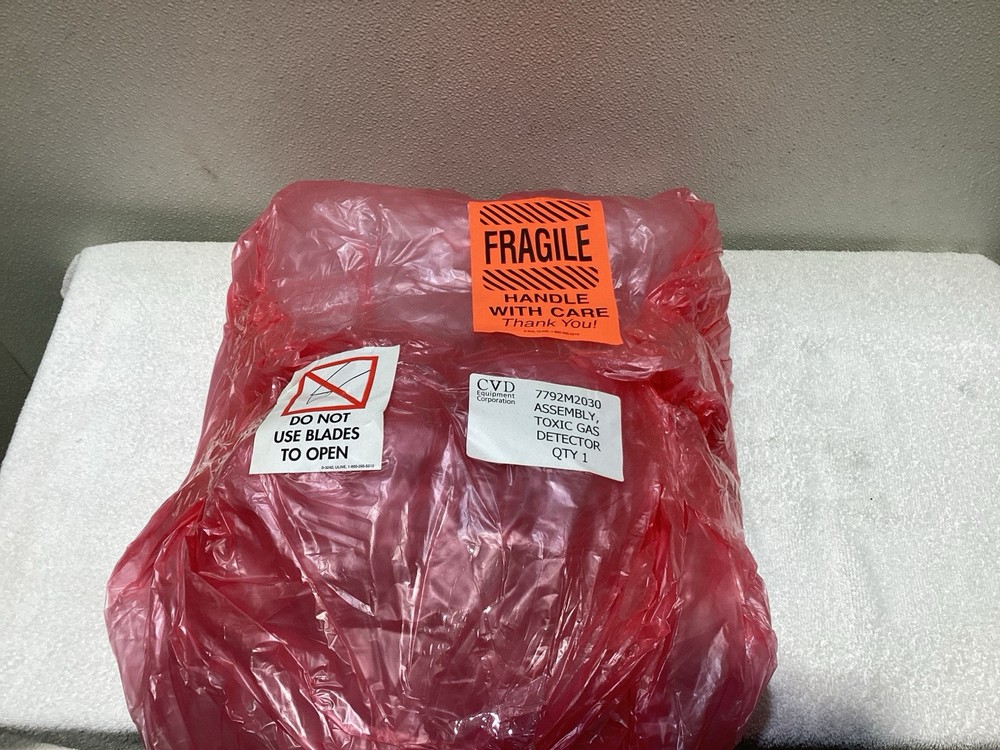 FRAGILE
HANDLE
WITH CARE
Thank You!
DO NOT
USE BLADES
TO OPEN
CVD
Equipment
Corporation
7792M2030
ASSEMBLY,
TOXIC GAS
DETECTOR
QTY 1